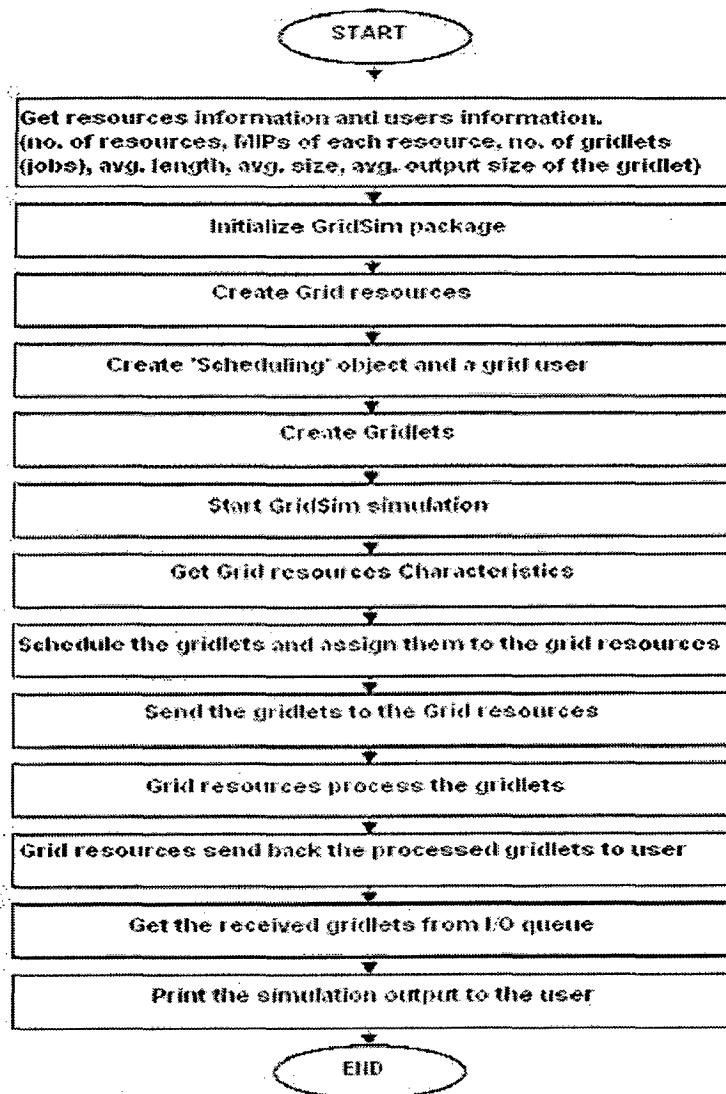 START
Get resources information and users information.
(no. of resources, MIPs of each resource, no. of gridlets
(jobs), avg. length, avg. size, avg. output size of the gridlet)
Initialize GridSim package
Create Grid resources
Create 'Scheduling' object and a grid user
Create Gridlets
Start GridSim simulation
Get Grid resources Characteristics
Schedule the gridlets and assign them to the grid resources
Send the gridlets to the Grid resources
Grid resources process the gridlets
Grid resources send back the processed gridlets to user
Get the received gridlets from I/O queue
Print the simulation output to the user
END